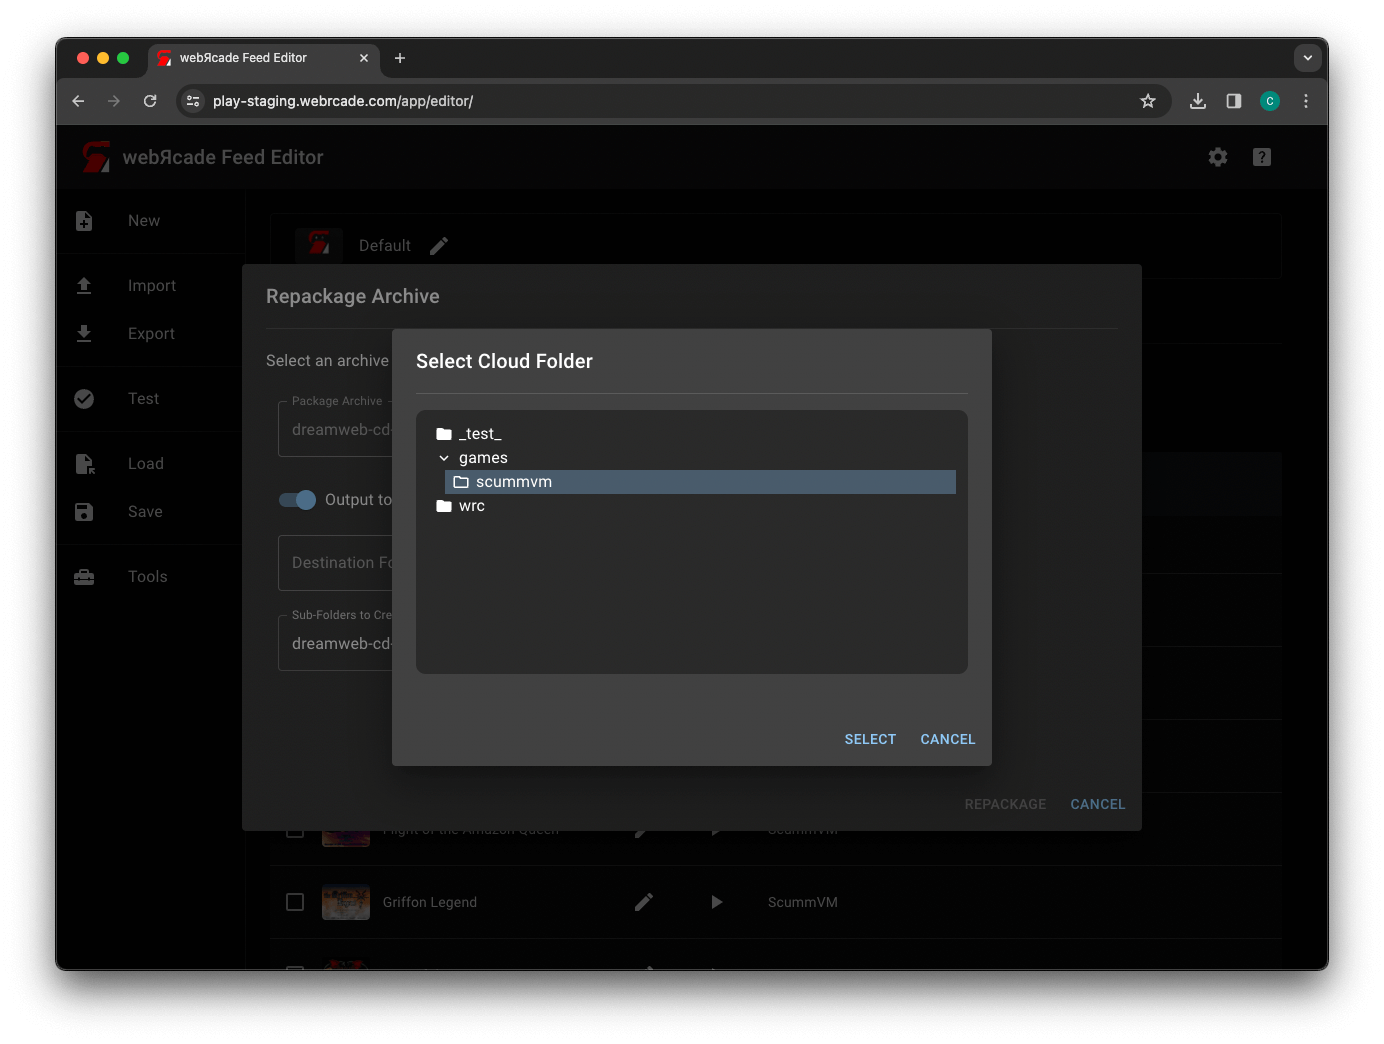 webЯcade Feed Editor
play-staging.webrcade.com/app/editor/
C
webЯcade Feed Editor
New
Default
Import
Repackage Archive
Export
Select an archive
Select Cloud Folder
Test
Package Archive
dreamweb-cd-
_test_
games
Load
scummvm
Output to
Save
wrc
Destination Fo
Tools
Sub-Folders to Cre
dreamweb-cd-
SELECT
CANCEL
REPACKAGE
CANCEL
Flight of the Amazon Queen
ScummVM
Griffon Legend
ScummVM